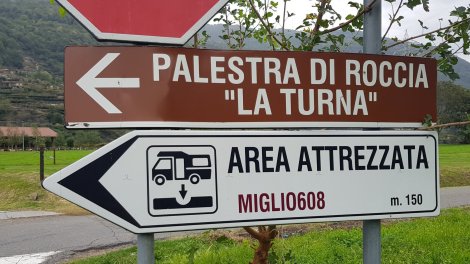 PALESTRA DI ROCCIA
"LA TURNA"
AREA ATTREZZATA
MIGLIO608
m. 150